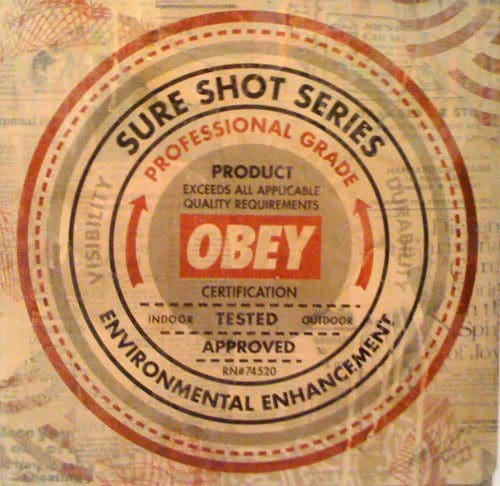 SURE SHOT SERIES
PROFESSIONAL GRADE
PRODUCT
EXCEEDS ALL APPLICABLE
QUALITY REQUIREMENTS
VISIBILITY
DURABILITY
OBEY
CERTIFICATION
INDOOR TESTED OUTDOOR
APPROVED
RN#74520
ENVIRONMENTAL ENHANCEMENT